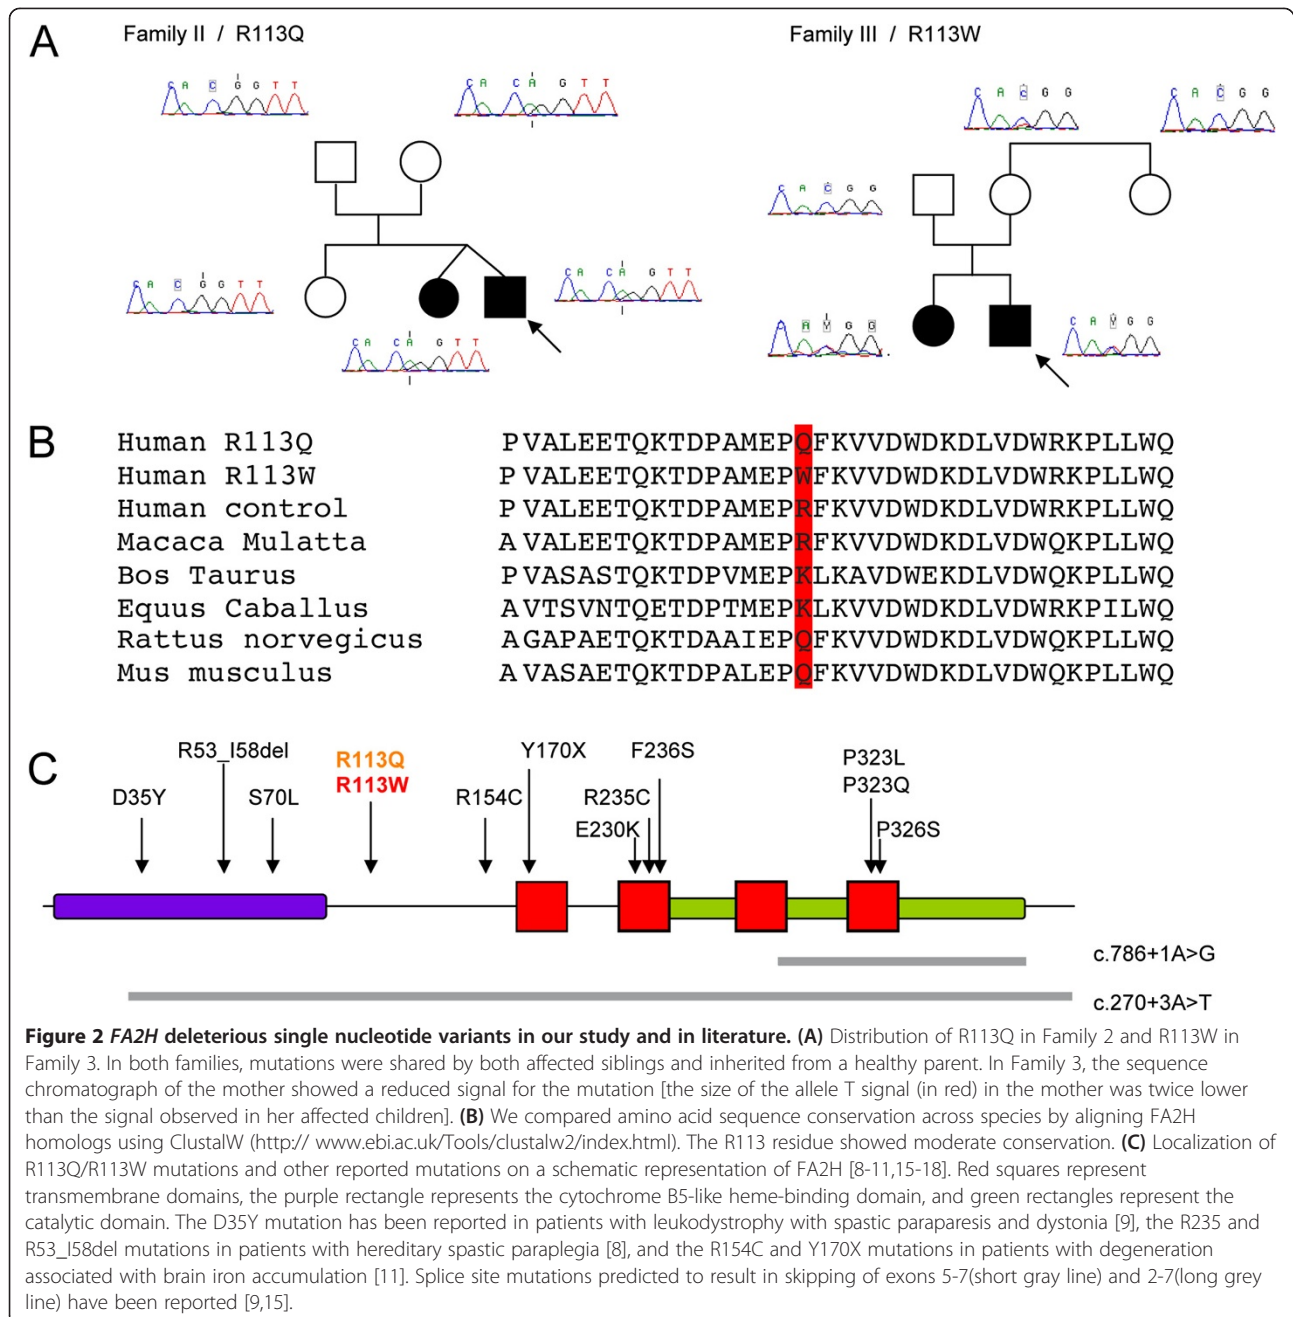 A
Family II / R113Q
Family III / R113W
C A C G G T T
C A C A G T T
C A C G G
C A C G G
C A C G G
C A C G G T T
C A C A G T T
C A C A G T T
C A Y G G
C A Y G G
B
Human R113Q PVALEETQKTDPAMEPQFKVVDWDKDLVDWRKPLLWQ
Human R113W PVALEETQKTDPAMEPWFKVVDWDKDLVDWRKPLLWQ
Human control PVALEETQKTDPAMEPRFKVVDWDKDLVDWRKPLLWQ
Macaca Mulatta AVALEETQKTDPAMEPRFKVVDWDKDLVDWQKPLLWQ
Bos Taurus PVASASTQKTDPVMEPKLKAVDWEKDLVDWQKPLLWQ
Equus Caballus AVTSVNTQETDPTMEPKLKVVDWDKDLVDWRKPILWQ
Rattus norvegicus AGAPAETQKTDAAIEPQFKVVDWDKDLVDWQKPLLWQ
Mus musculus AVASAETQKTDPALEPQFKVVDWDKDLVDWQKPLLWQ
C
R53_I58del
R113Q
Y170X
F236S
P323L
D35Y
S70L
R113W
R154C
R235C
P323Q
E230K
P326S
c.786+1A>G
c.270+3A>T
Figure 2 FA2H deleterious single nucleotide variants in our study and in literature. (A) Distribution of R113Q in Family 2 and R113W in
Family 3. In both families, mutations were shared by both affected siblings and inherited from a healthy parent. In Family 3, the sequence
chromatograph of the mother showed a reduced signal for the mutation [the size of the allele T signal (in red) in the mother was twice lower
than the signal observed in her affected children]. (B) We compared amino acid sequence conservation across species by aligning FA2H
homologs using ClustalW (http:// www.ebi.ac.uk/Tools/clustalw2/index.html). The R113 residue showed moderate conservation. (C) Localization of
R113Q/R113W mutations and other reported mutations on a schematic representation of FA2H [8-11,15-18]. Red squares represent
transmembrane domains, the purple rectangle represents the cytochrome B5-like heme-binding domain, and green rectangles represent the
catalytic domain. The D35Y mutation has been reported in patients with leukodystrophy with spastic paraparesis and dystonia [9], the R235 and
R53_I58del mutations in patients with hereditary spastic paraplegia [8], and the R154C and Y170X mutations in patients with degeneration
associated with brain iron accumulation [11]. Splice site mutations predicted to result in skipping of exons 5-7(short gray line) and 2-7(long grey
line) have been reported [9,15].